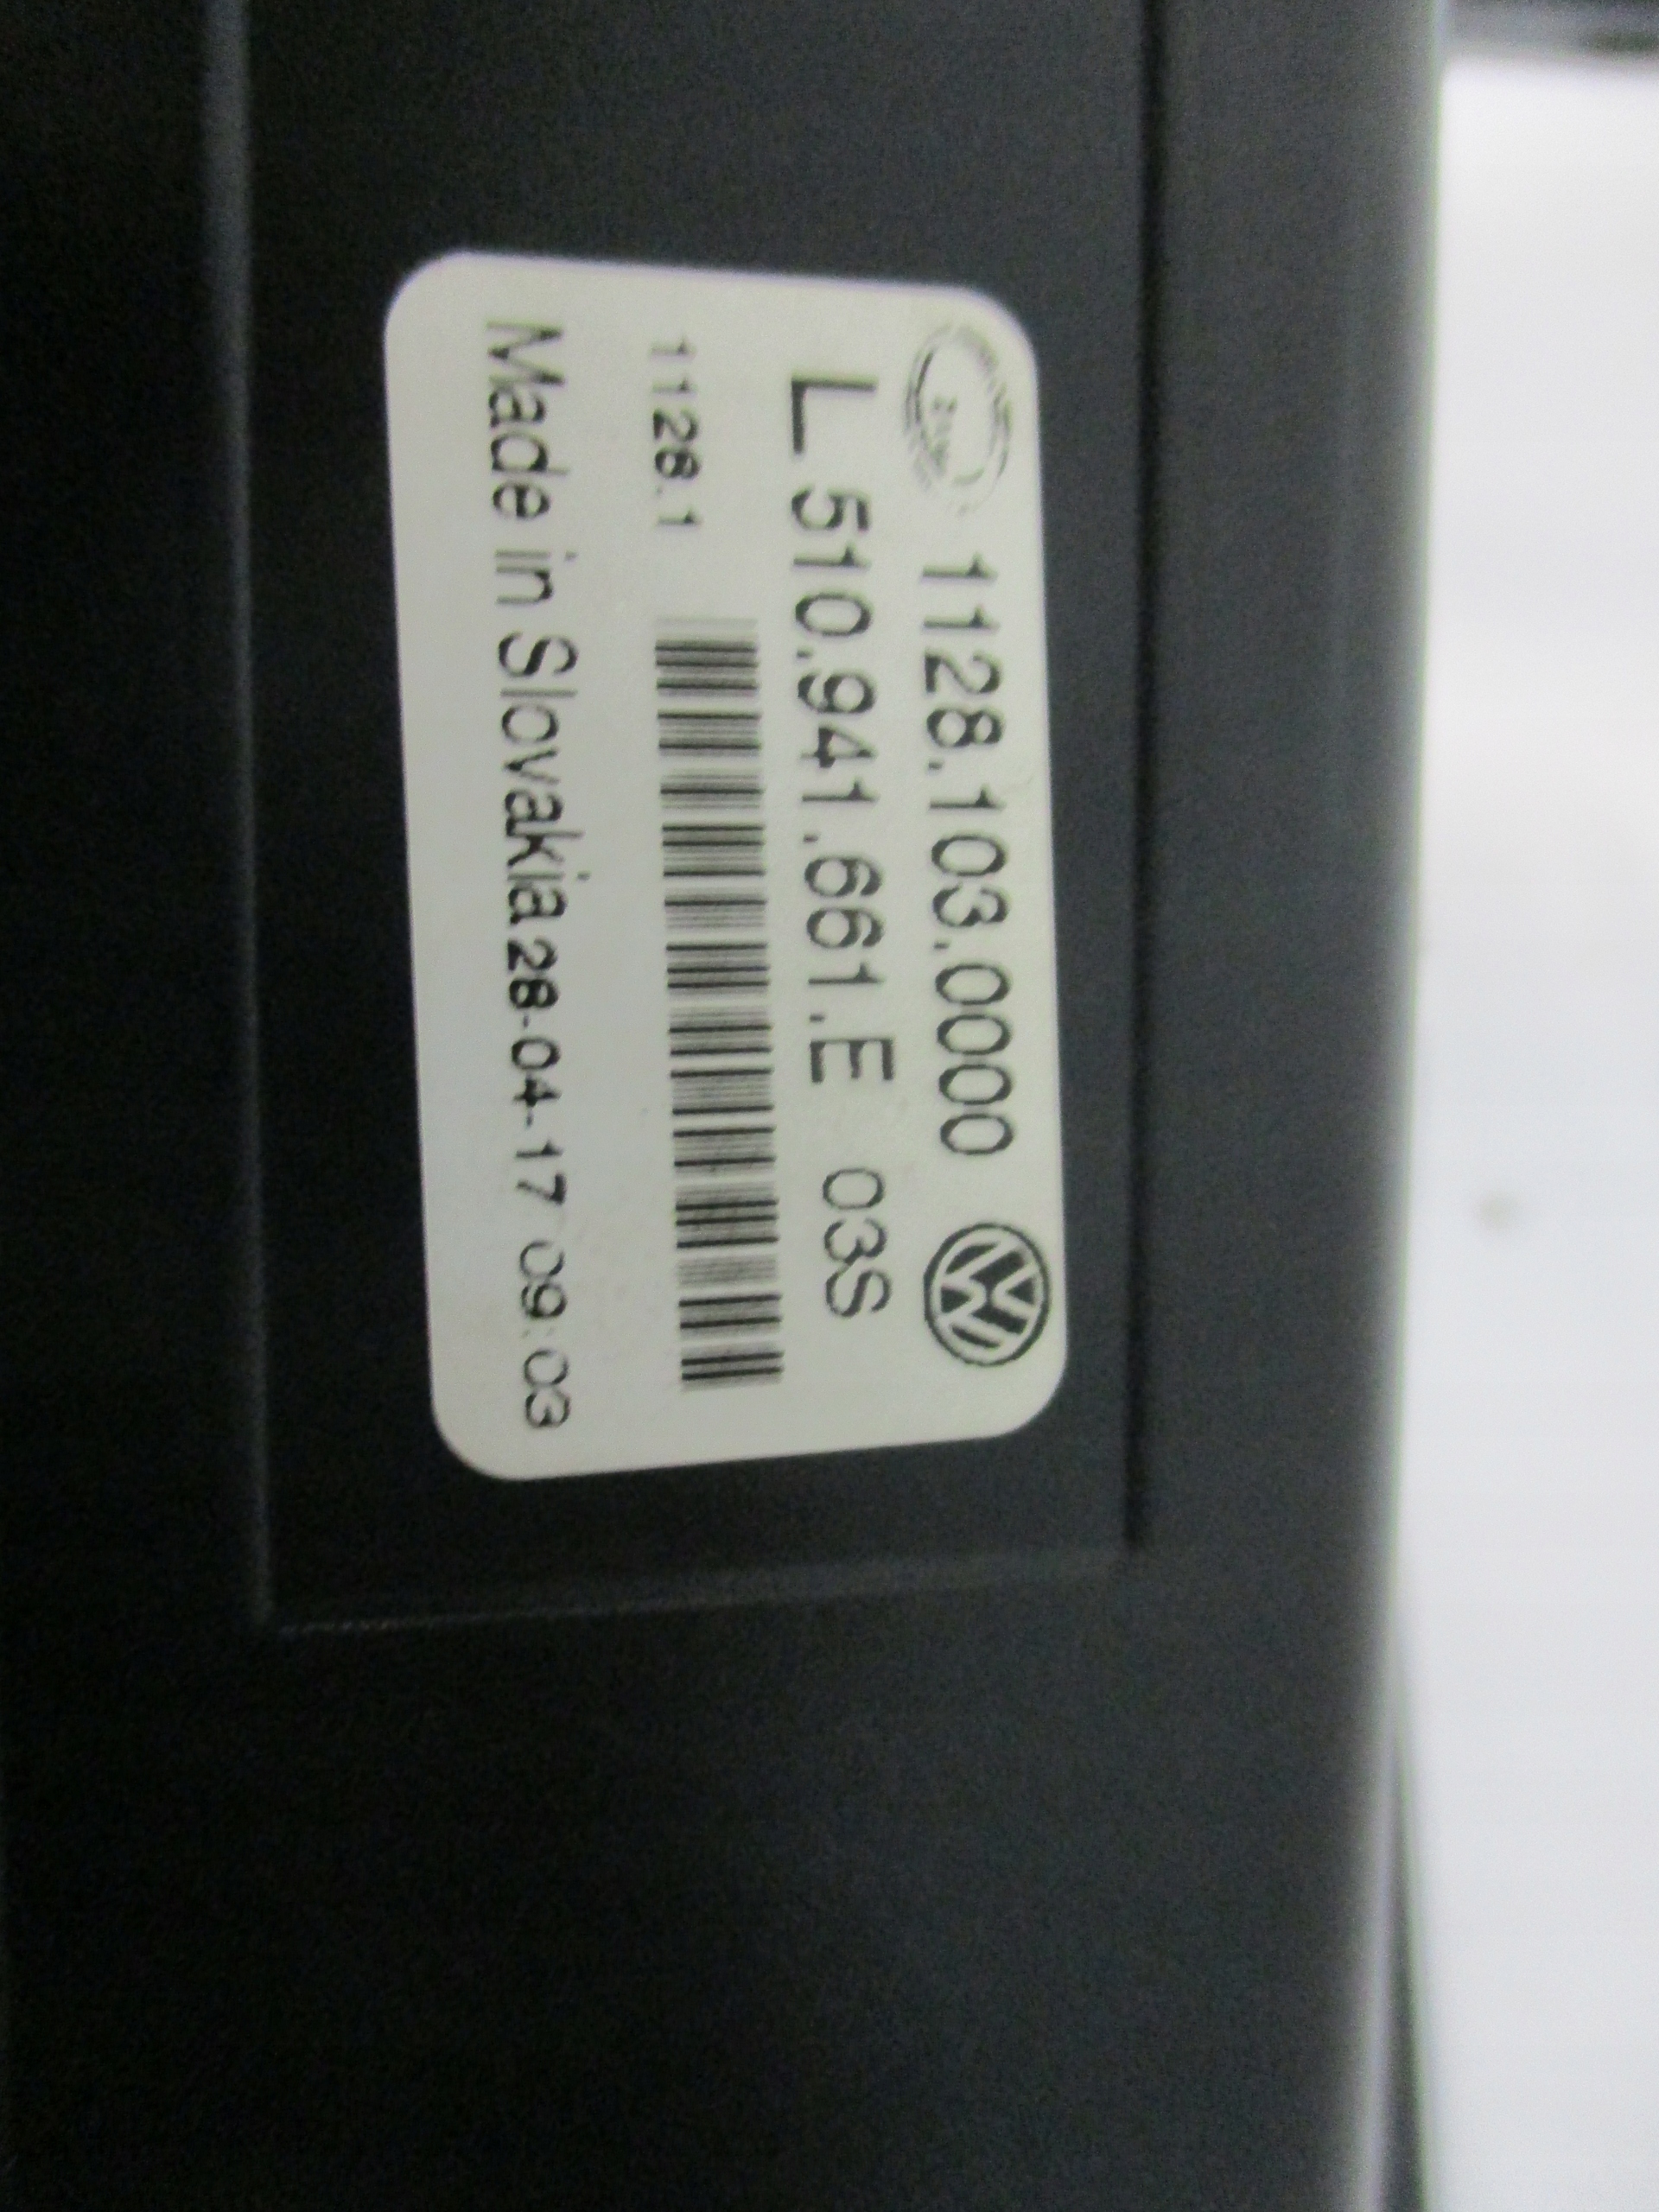 1128.103.0000
L 510.941.661.E 03S
1128.1
Made in Slovakia 28-04-17 09:03